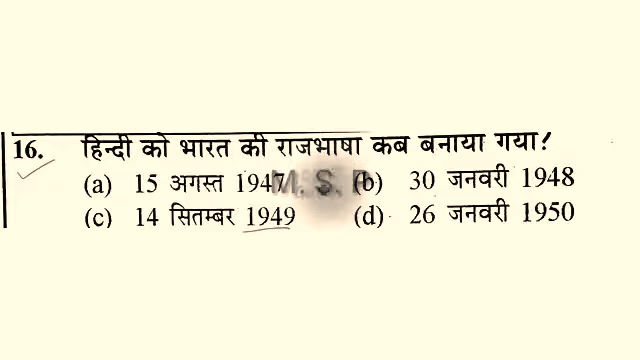 16. हिन्दी को भारत की राजभाषा कब बनाया गया?
(a) 15 अगस्त 1947 (b) 30 जनवरी 1948
(c) 14 सितम्बर 1949 (d) 26 जनवरी 1950